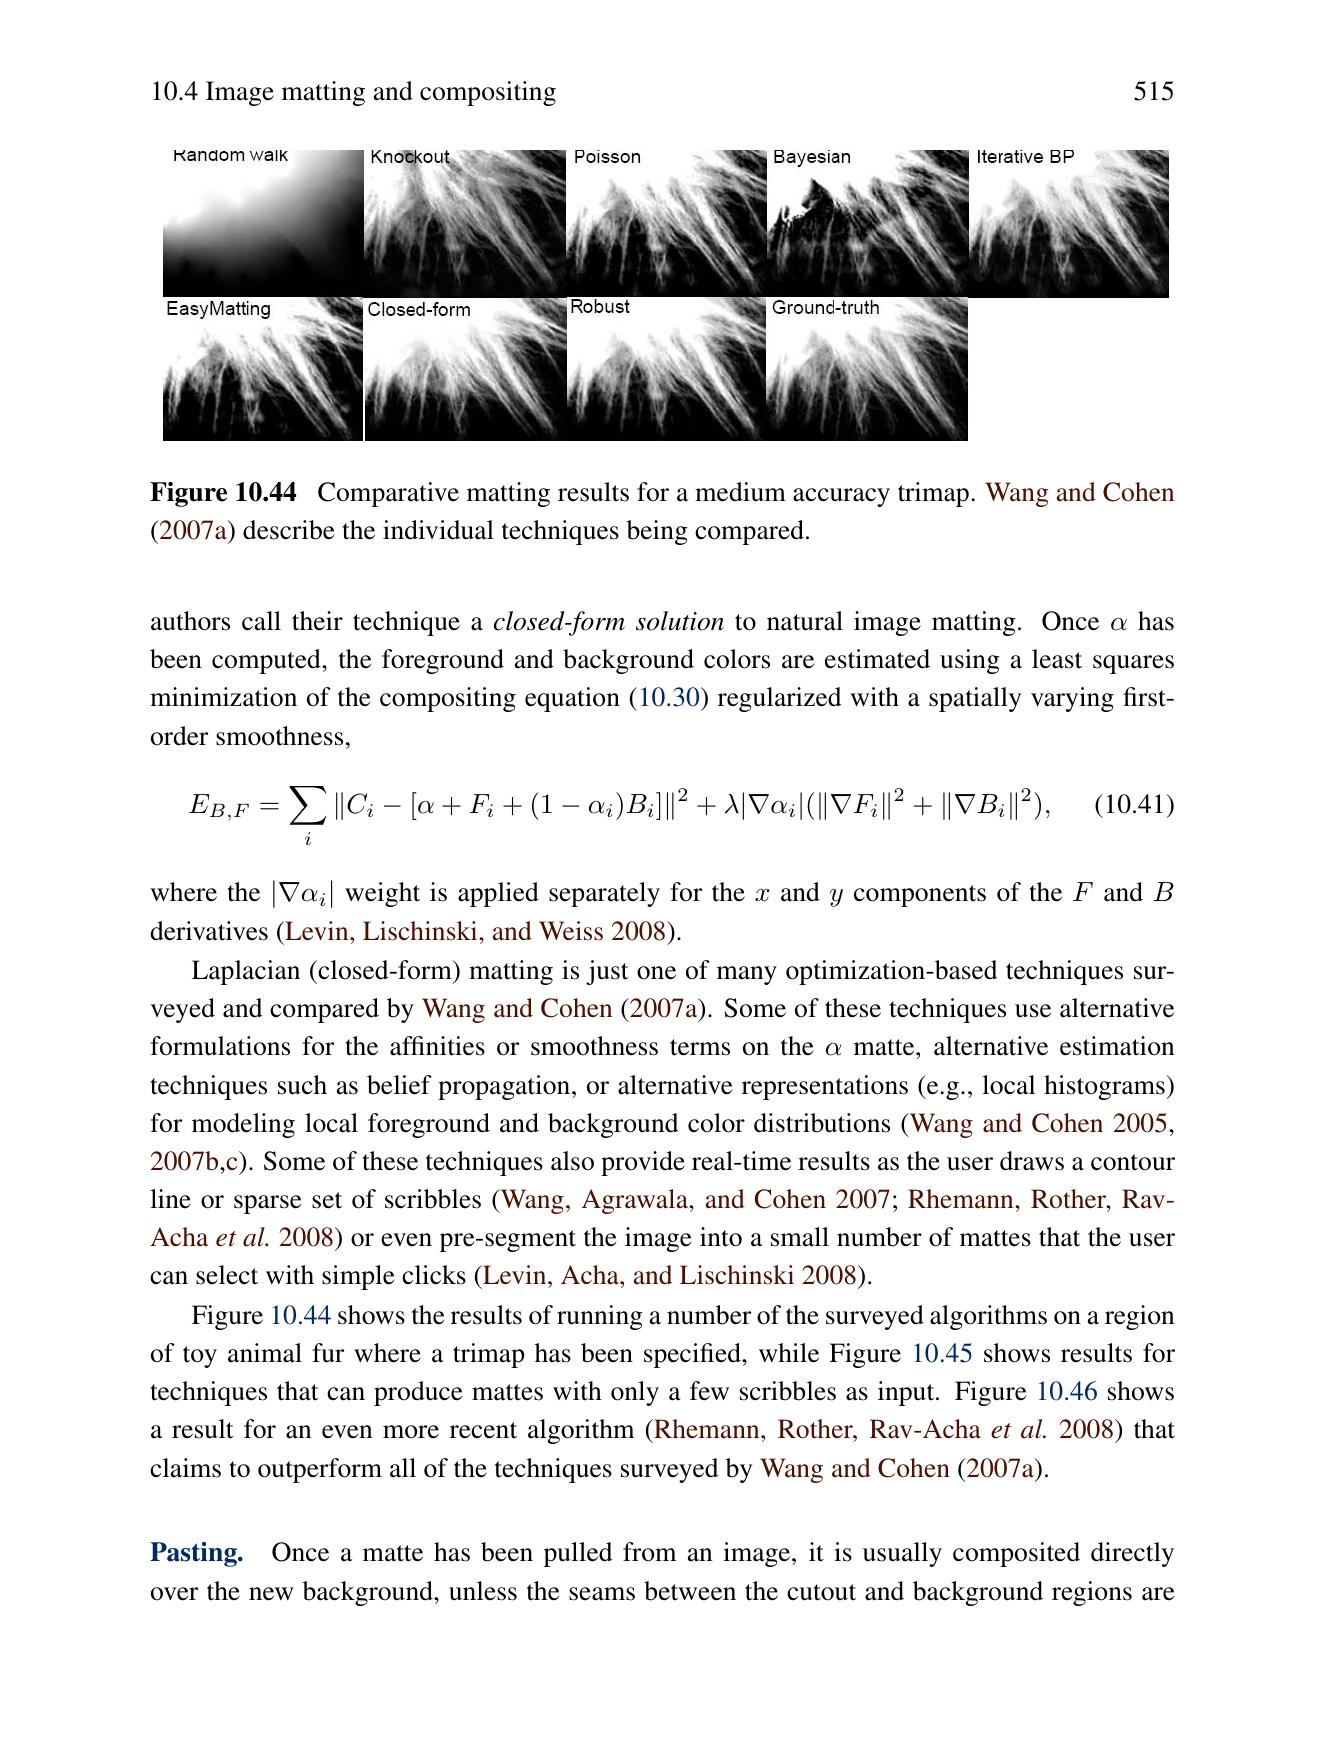 10.4 Image matting and compositing 515
Random walk Knockout Poisson Bayesian Iterative BP
EasyMatting Closed-form Robust Ground-truth
Figure 10.44 Comparative matting results for a medium accuracy trimap. Wang and Cohen
(2007a) describe the individual techniques being compared.
authors call their technique a closed-form solution to natural image matting. Once α has
been computed, the foreground and background colors are estimated using a least squares
minimization of the compositing equation (10.30) regularized with a spatially varying first-
order smoothness,
E_{B,F} = ∑_i ‖C_i − [α + F_i + (1 − α_i)B_i]‖² + λ|∇α_i|(‖∇F_i‖² + ‖∇B_i‖²), (10.41)
where the |∇α_i| weight is applied separately for the x and y components of the F and B
derivatives (Levin, Lischinski, and Weiss 2008).
Laplacian (closed-form) matting is just one of many optimization-based techniques sur-
veyed and compared by Wang and Cohen (2007a). Some of these techniques use alternative
formulations for the affinities or smoothness terms on the α matte, alternative estimation
techniques such as belief propagation, or alternative representations (e.g., local histograms)
for modeling local foreground and background color distributions (Wang and Cohen 2005,
2007b,c). Some of these techniques also provide real-time results as the user draws a contour
line or sparse set of scribbles (Wang, Agrawala, and Cohen 2007; Rhemann, Rother, Rav-
Acha et al. 2008) or even pre-segment the image into a small number of mattes that the user
can select with simple clicks (Levin, Acha, and Lischinski 2008).
Figure 10.44 shows the results of running a number of the surveyed algorithms on a region
of toy animal fur where a trimap has been specified, while Figure 10.45 shows results for
techniques that can produce mattes with only a few scribbles as input. Figure 10.46 shows
a result for an even more recent algorithm (Rhemann, Rother, Rav-Acha et al. 2008) that
claims to outperform all of the techniques surveyed by Wang and Cohen (2007a).
Pasting. Once a matte has been pulled from an image, it is usually composited directly
over the new background, unless the seams between the cutout and background regions are